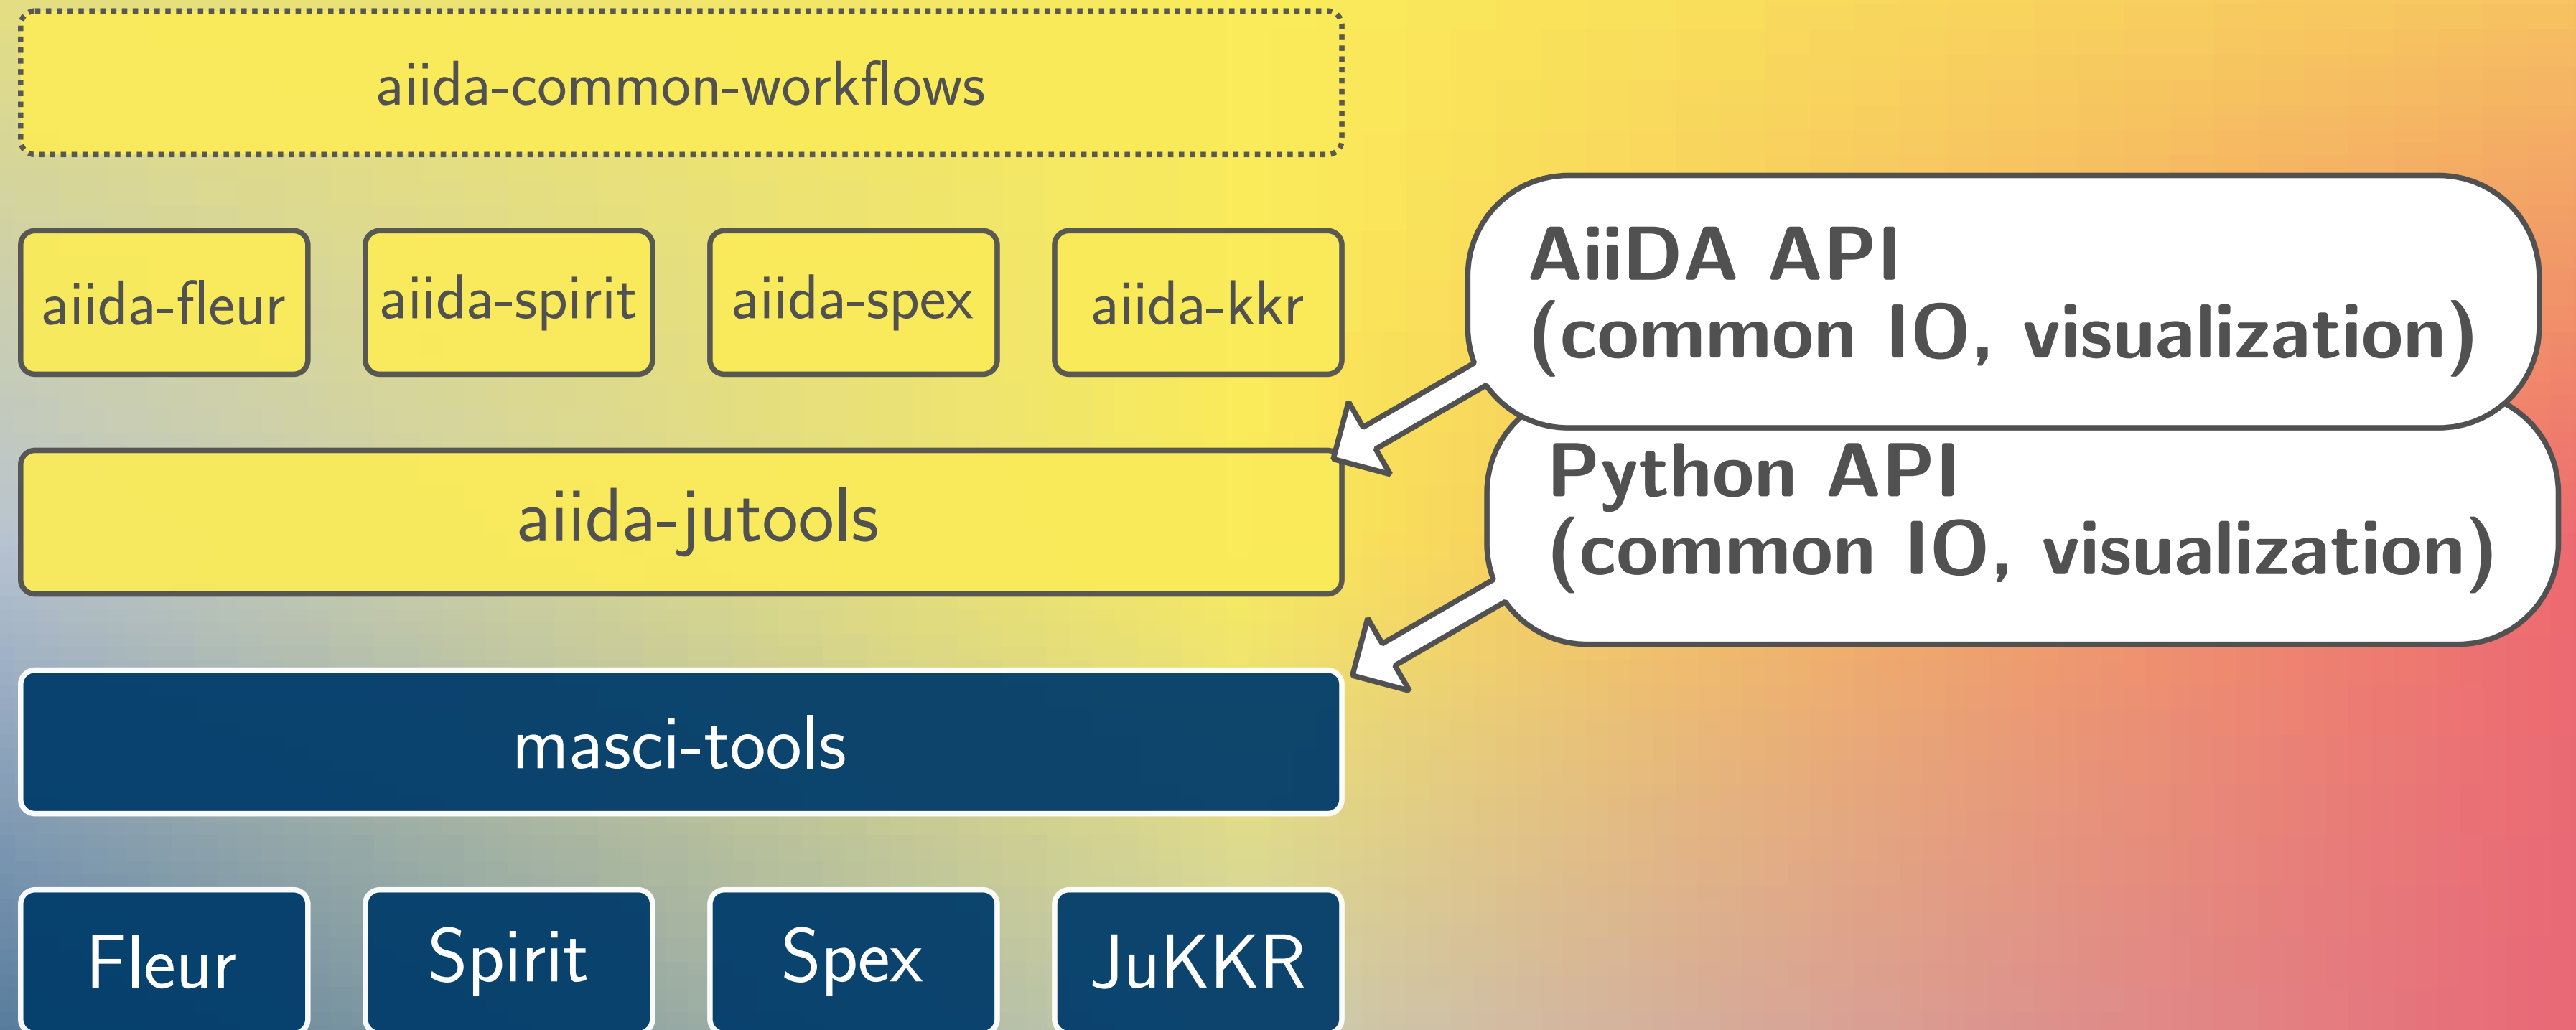 aiida-common-workflows
aiida-fleur
aiida-spirit
aiida-spex
aiida-kkr
AiiDA API
(common IO, visualization)
aiida-jutools
Python API
(common IO, visualization)
masci-tools
Fleur
Spirit
Spex
JuKKR